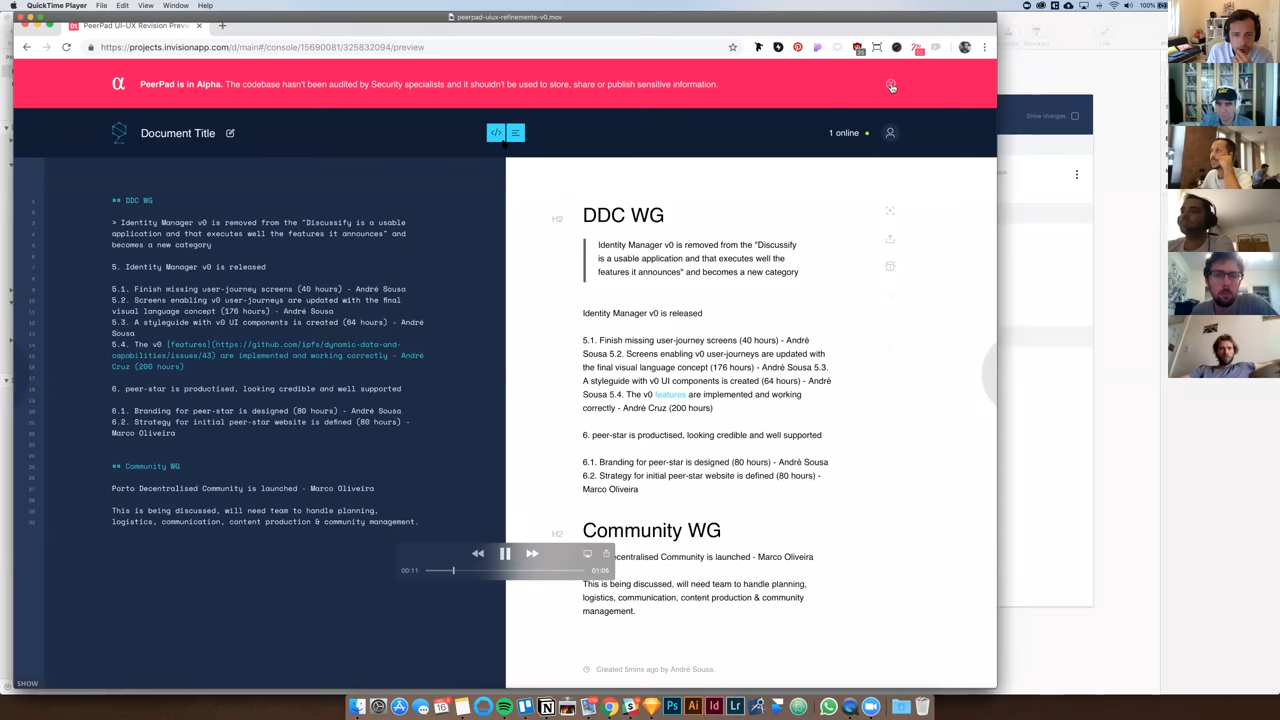 QuickTime Player File Edit View Window Help
100%
peerpad-uiux-refinements-v0.mov
PeerPad UI-UX Revision Previ
https://projects.invisionapp.com/d/main#/console/15690081/325832094/preview
α PeerPad is in Alpha. The codebase hasn't been audited by Security specialists and it shouldn't be used to store, share or publish sensitive information.
Document Title
</>
1 online
Show changes
## DDC WG
> Identity Manager v0 is removed from the "Discussify is a usable
application and that executes well the features it announces" and
becomes a new category
5. Identity Manager v0 is released
5.1. Finish missing user-journey screens (40 hours) - André Sousa
5.2. Screens enabling v0 user-journeys are updated with the final
visual language concept (176 hours) - André Sousa
5.3. A styleguide with v0 UI components is created (64 hours) - André
Sousa
5.4. The v0 [features](https://github.com/ipfs/dynamic-data-and-
capabilities/issues/43) are implemented and working correctly - André
Cruz (200 hours)
6. peer-star is productised, looking credible and well supported
6.1. Branding for peer-star is designed (80 hours) - André Sousa
6.2. Strategy for initial peer-star website is defined (80 hours) -
Marco Oliveira
## Community WG
Porto Decentralised Community is launched - Marco Oliveira
This is being discussed, will need team to handle planning,
logistics, communication, content production & community management.
SHOW
H2 DDC WG
Identity Manager v0 is removed from the "Discussify
is a usable application and that executes well the
features it announces" and becomes a new category
Identity Manager v0 is released
5.1. Finish missing user-journey screens (40 hours) - André
Sousa 5.2. Screens enabling v0 user-journeys are updated with
the final visual language concept (176 hours) - André Sousa 5.3.
A styleguide with v0 UI components is created (64 hours) - André
Sousa 5.4. The v0 features are implemented and working
correctly - André Cruz (200 hours)
6. peer-star is productised, looking credible and well supported
6.1. Branding for peer-star is designed (80 hours) - André Sousa
6.2. Strategy for initial peer-star website is defined (80 hours) -
Marco Oliveira
H2 Community WG
centralised Community is launched - Marco Oliveira
This is being discussed, will need team to handle planning,
logistics, communication, content production & community
management.
00:11
01:05
Created 5mins ago by André Sousa.
16
Ps
Ai
Id
Lr